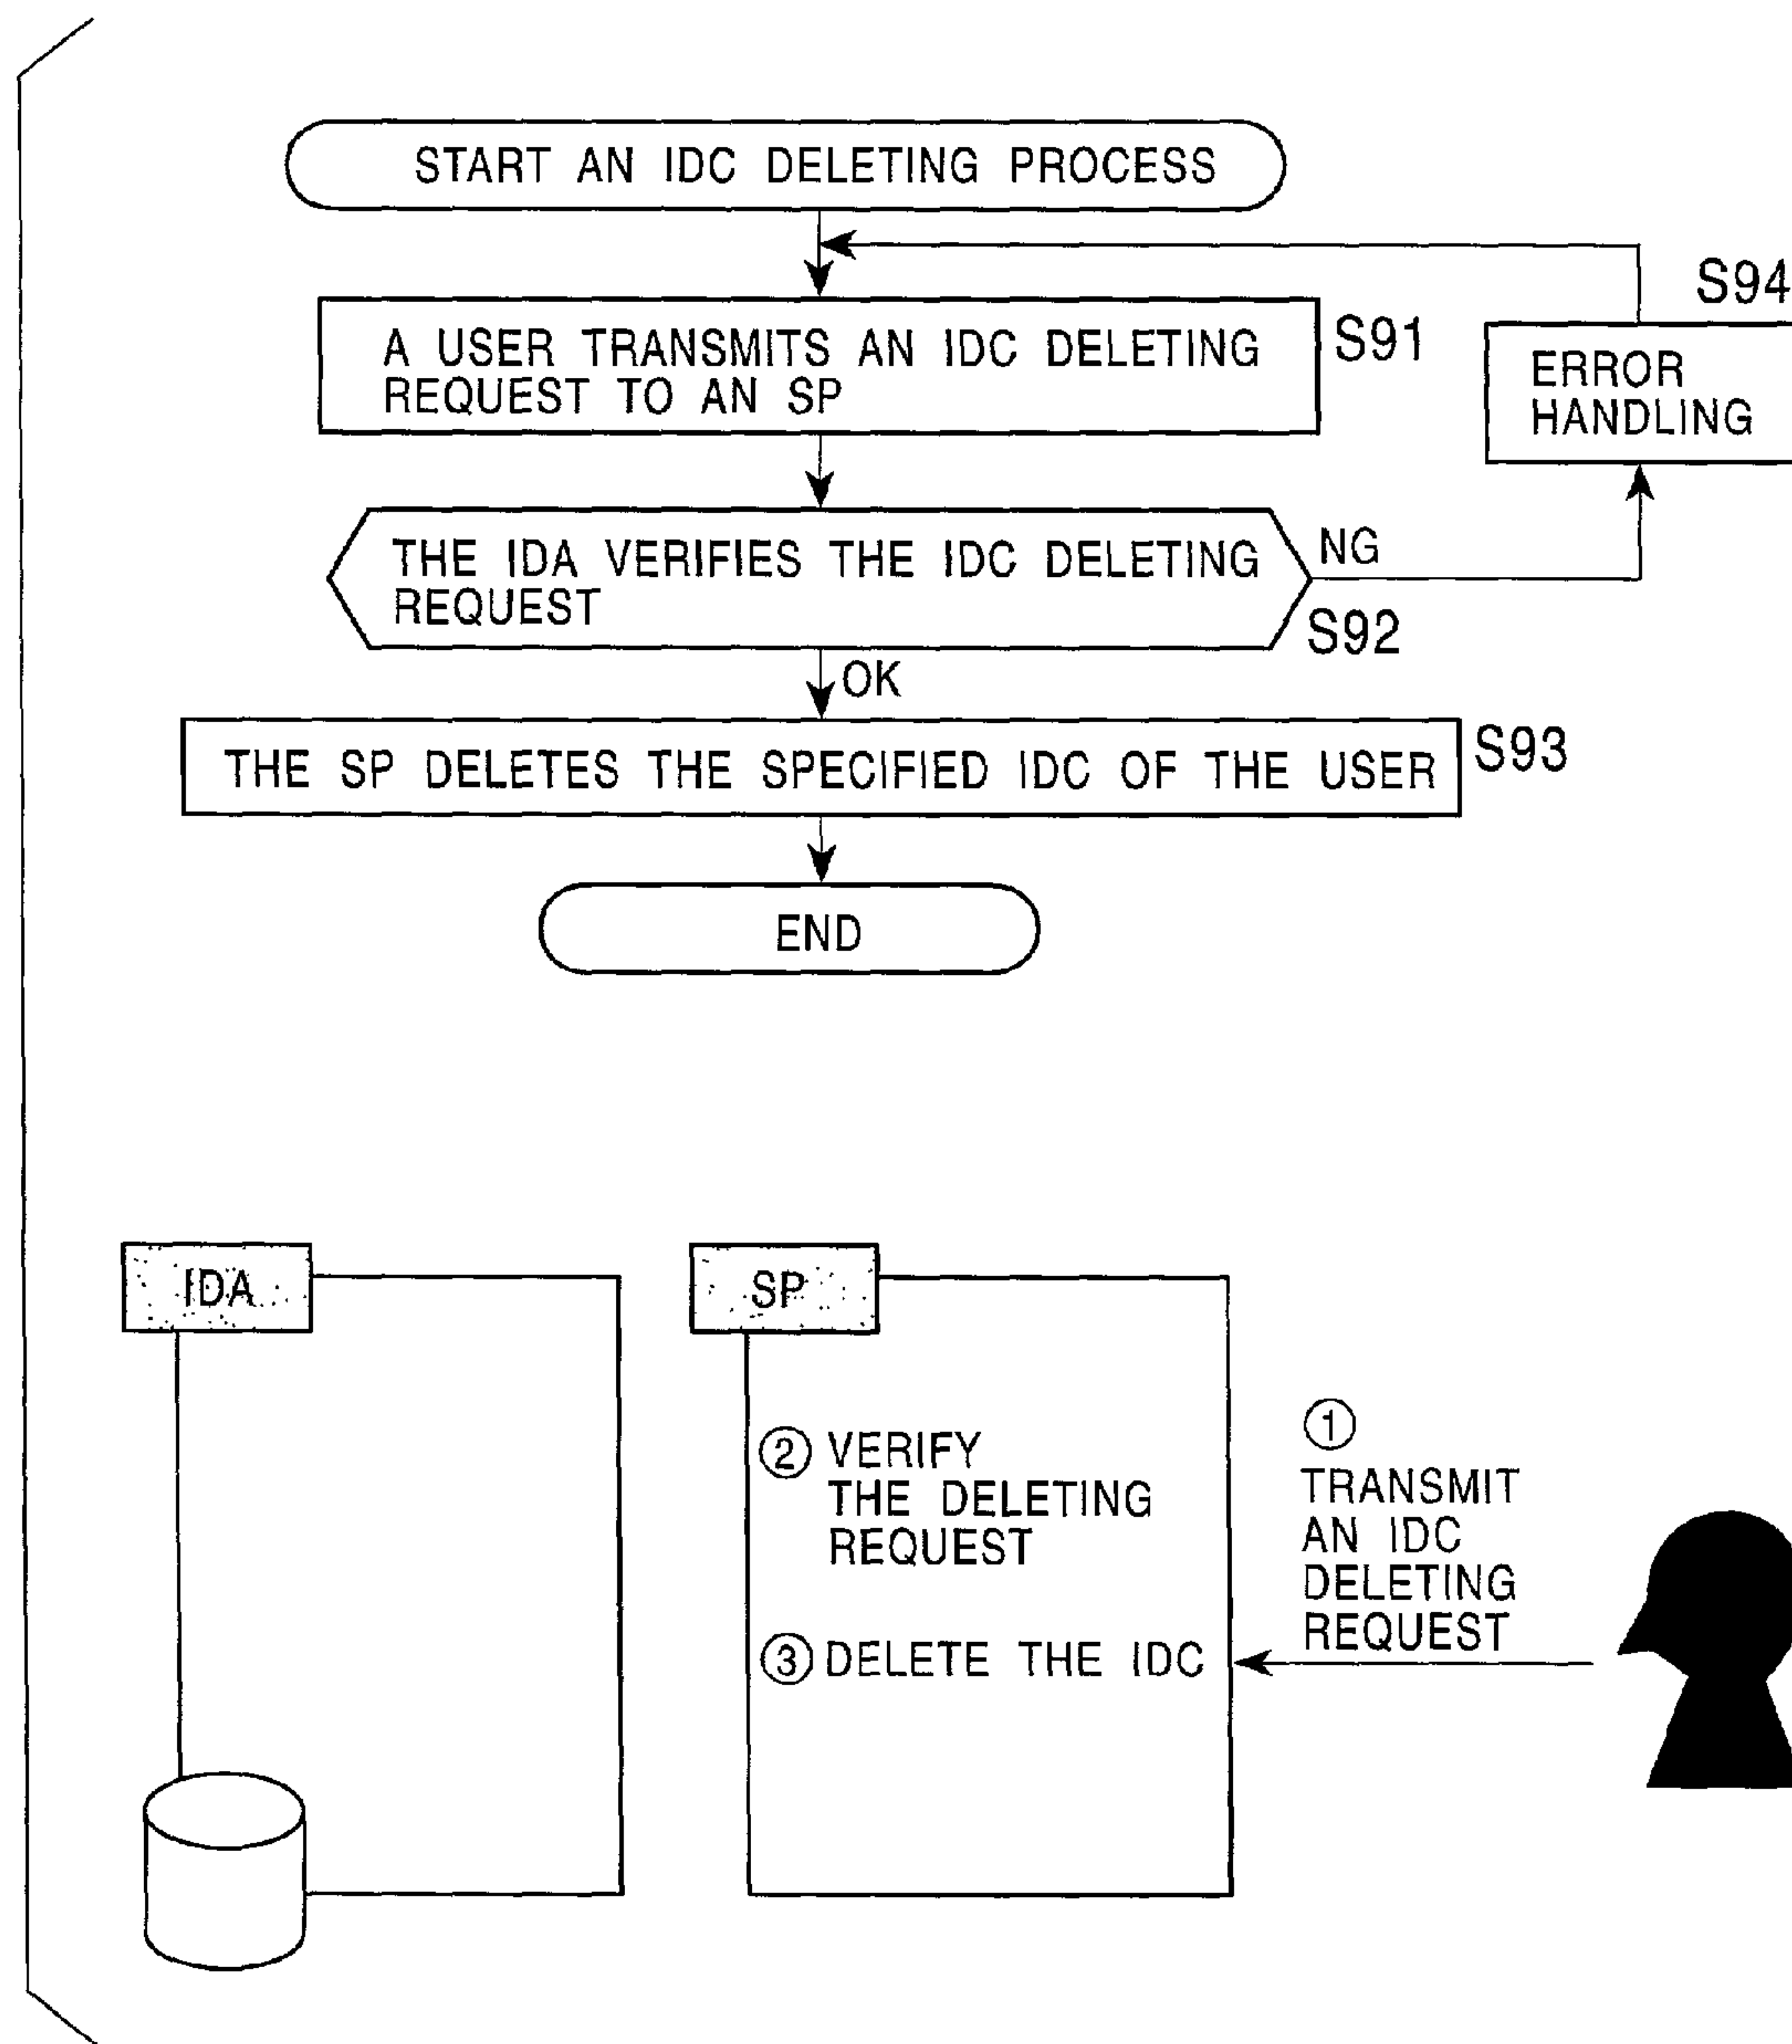 START AN IDC DELETING PROCESS
S94
A USER TRANSMITS AN IDC DELETING
REQUEST TO AN SP
S91
ERROR
HANDLING
THE IDA VERIFIES THE IDC DELETING
REQUEST
NG
S92
OK
THE SP DELETES THE SPECIFIED IDC OF THE USER
S93
END
IDA
SP
① 
TRANSMIT
AN IDC
DELETING
REQUEST
② VERIFY
THE DELETING
REQUEST
③ DELETE THE IDC